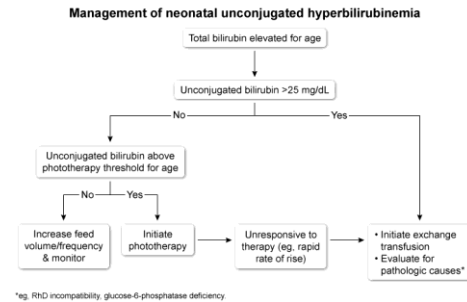 Management of neonatal unconjugated hyperbilirubinemia
Total bilirubin elevated for age
Unconjugated bilirubin >25 mg/dL
No
Yes
Unconjugated bilirubin above
phototherapy threshold for age
No
Yes
Increase feed
volume/frequency
& monitor
Initiate
phototherapy
Unresponsive to
therapy (eg, rapid
rate of rise)
• Initiate exchange
transfusion
• Evaluate for
pathologic causes*
*eg, RhD incompatibility, glucose-6-phosphatase deficiency.